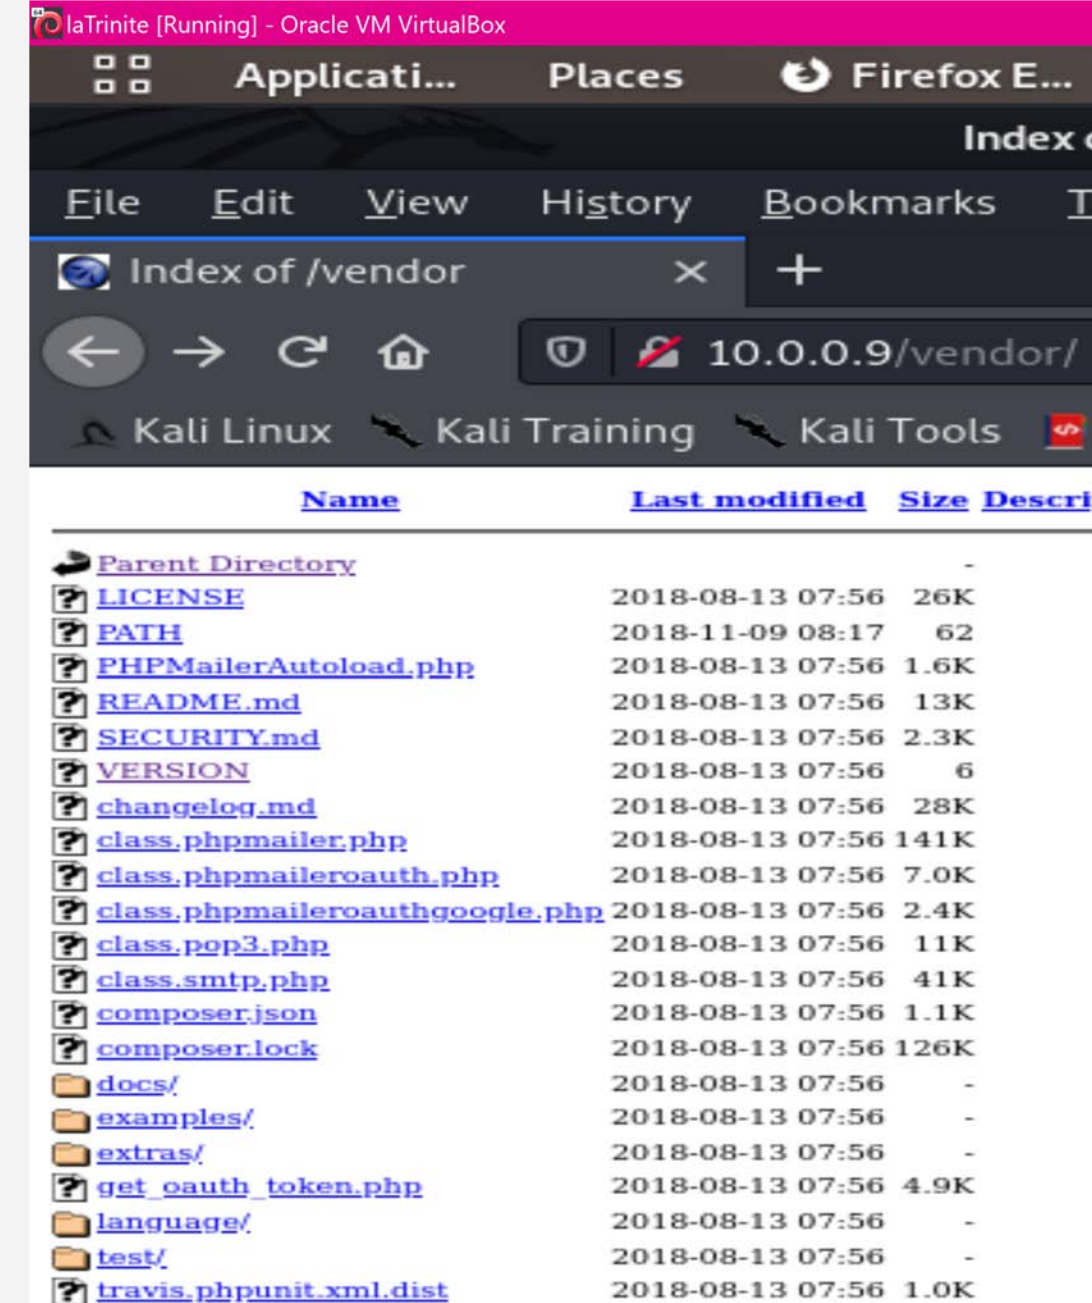 laTrinite [Running] - Oracle VM VirtualBox
Applicati... Places Firefox E...
Index
File Edit View History Bookmarks T
Index of /vendor
10.0.0.9/vendor/
Kali Linux Kali Training Kali Tools
Name Last modified Size Descri
Parent Directory -
LICENSE 2018-08-13 07:56 26K
PATH 2018-11-09 08:17 62
PHPMailerAutoload.php 2018-08-13 07:56 1.6K
README.md 2018-08-13 07:56 13K
SECURITY.md 2018-08-13 07:56 2.3K
VERSION 2018-08-13 07:56 6
changelog.md 2018-08-13 07:56 28K
class.phpmailer.php 2018-08-13 07:56 141K
class.phpmaileroauth.php 2018-08-13 07:56 7.0K
class.phpmaileroauthgoogle.php 2018-08-13 07:56 2.4K
class.pop3.php 2018-08-13 07:56 11K
class.smtp.php 2018-08-13 07:56 41K
composer.json 2018-08-13 07:56 1.1K
composer.lock 2018-08-13 07:56 126K
docs/ 2018-08-13 07:56 -
examples/ 2018-08-13 07:56 -
extras/ 2018-08-13 07:56 -
get_oauth_token.php 2018-08-13 07:56 4.9K
language/ 2018-08-13 07:56 -
test/ 2018-08-13 07:56 -
travis.phpunit.xml.dist 2018-08-13 07:56 1.0K